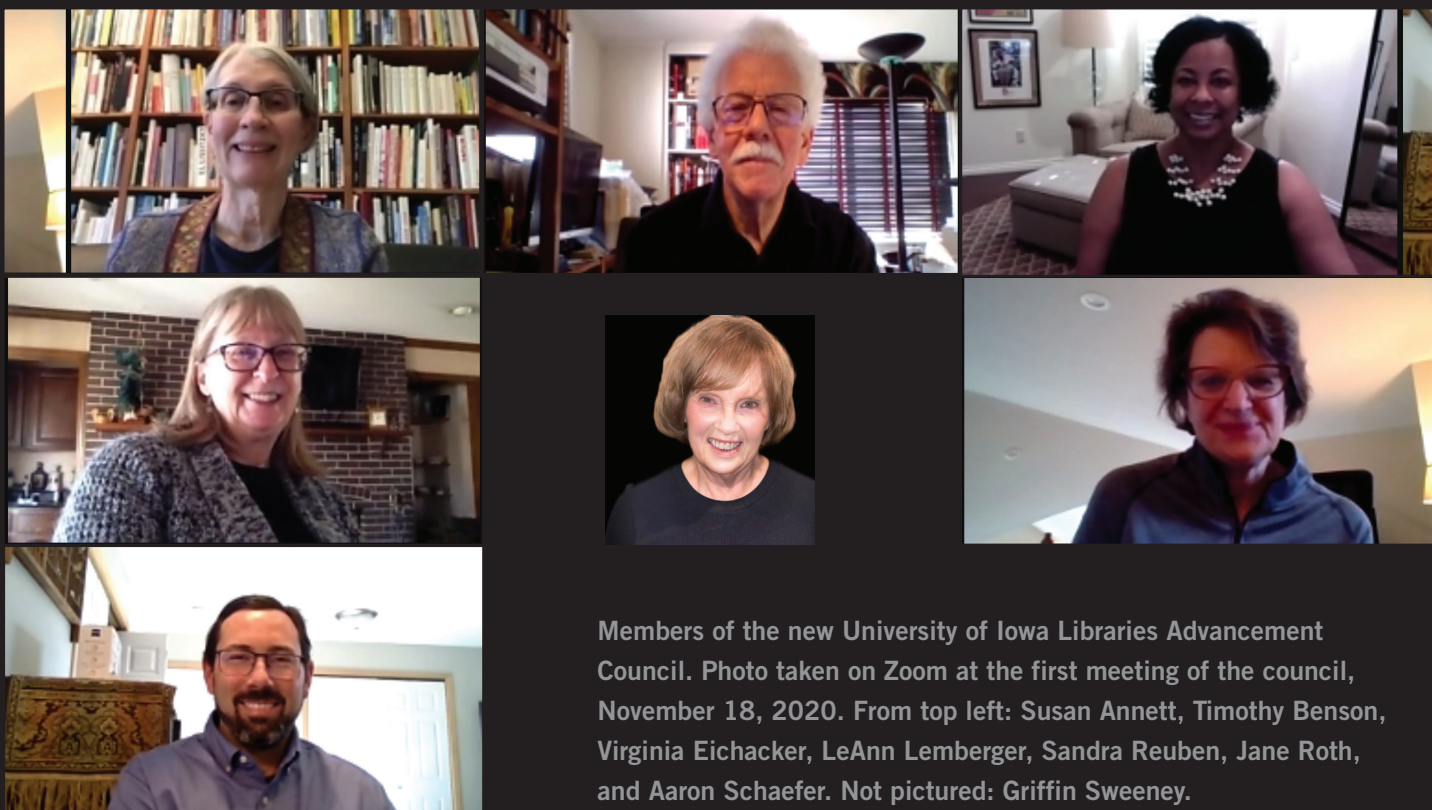 Members of the new University of Iowa Libraries Advancement
Council. Photo taken on Zoom at the first meeting of the council,
November 18, 2020. From top left: Susan Annett, Timothy Benson,
Virginia Eichacker, LeAnn Lemberger, Sandra Reuben, Jane Roth,
and Aaron Schaefer. Not pictured: Griffin Sweeney.